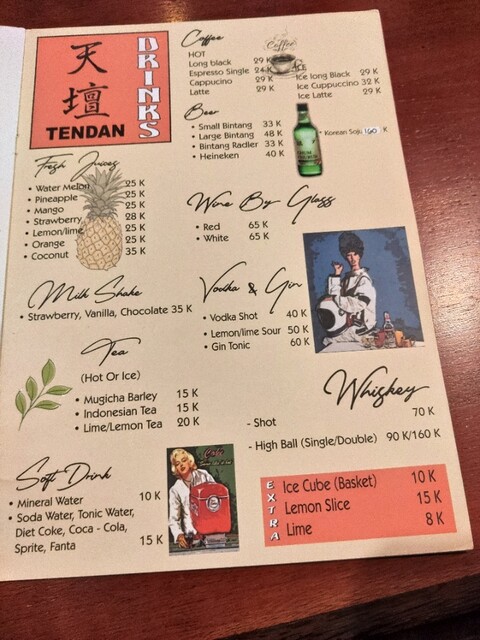 天
壇
TENDAN
DRINKS
Coffee
HOT
Long black 29 K
Espresso Single 24 K
Cappucino 29 K
Latte 29 K
Coffee
ICE
Ice long Black 29 K
Ice Cuppuccino 32 K
Ice Latte 29 K
Beer
• Small Bintang 33 K
• Large Bintang 48 K
• Bintang Radler 33 K
• Heineken 40 K
* Korean Soju 160 K
Fresh Juices
• Water Melon 25 K
• Pineapple 25 K
• Mango 25 K
• Strawberry 28 K
• Lemon/lime 25 K
• Orange 25 K
• Coconut 35 K
Wine By Glass
• Red 65 K
• White 65 K
Milk Shake
• Strawberry, Vanilla, Chocolate 35 K
Vodka & Gin
• Vodka Shot 40 K
• Lemon/lime Sour 50 K
• Gin Tonic 60 K
Tea
(Hot Or Ice)
• Mugicha Barley 15 K
• Indonesian Tea 15 K
• Lime/Lemon Tea 20 K
Whiskey
- Shot 70 K
- High Ball (Single/Double) 90 K/160 K
Soft Drink
• Mineral Water 10 K
• Soda Water, Tonic Water,
Diet Coke, Coca - Cola,
Sprite, Fanta 15 K
EXTRA
Ice Cube (Basket) 10 K
Lemon Slice 15 K
Lime 8 K